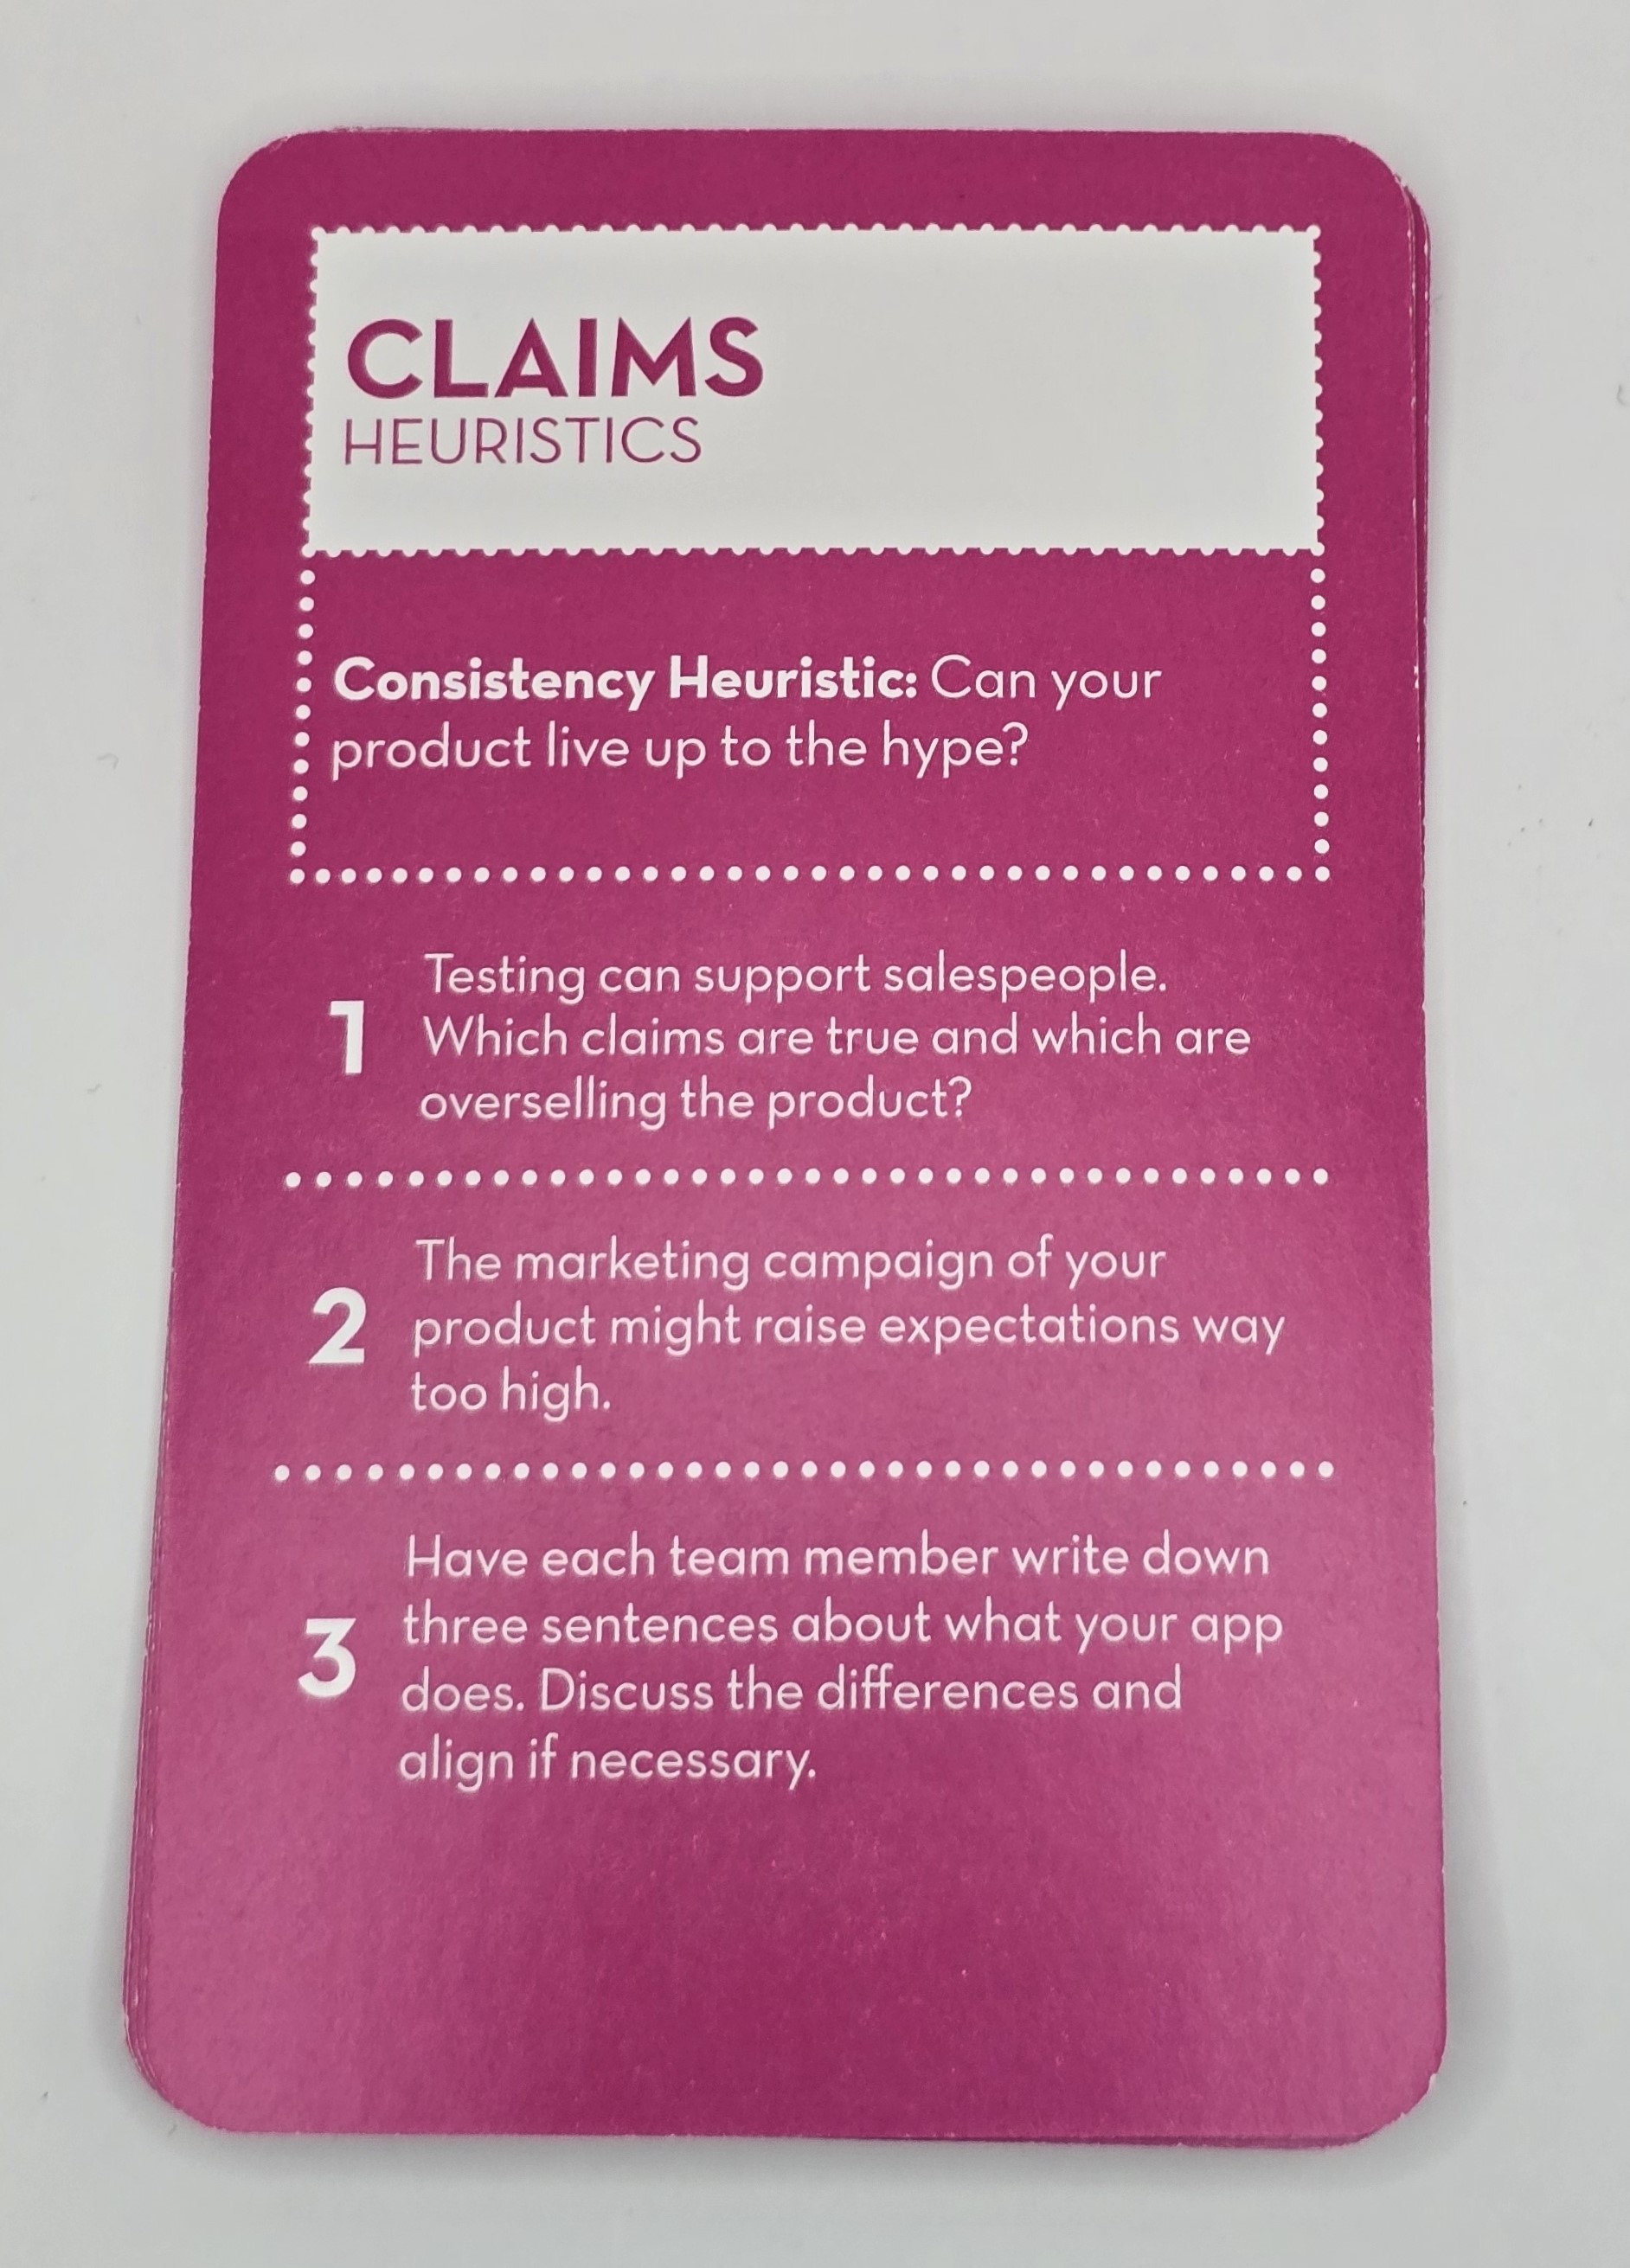 CLAIMS
HEURISTICS
Consistency Heuristic: Can your
product live up to the hype?
1
Testing can support salespeople.
Which claims are true and which are
overselling the product?
2
The marketing campaign of your
product might raise expectations way
too high.
3
Have each team member write down
three sentences about what your app
does. Discuss the differences and
align if necessary.